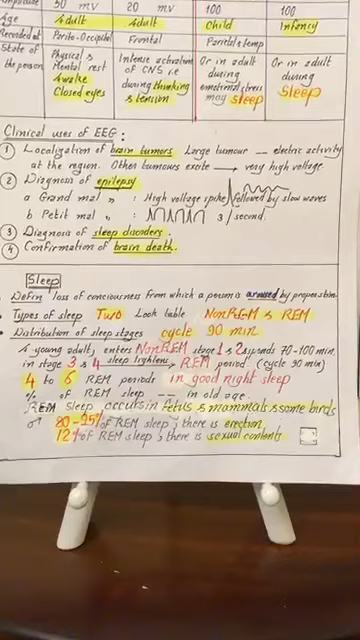 50 mv 20 mv 100 100
Age Adult Adult Child Infancy
Recorded at Parito-Occipital Frontal Parietal & temp
State of the person Physical & Mental rest Awake Closed eyes Intense activation of CNS i.e during thinking & tension Or in adult during emotional stress may sleep Or in adult during Sleep
Clinical uses of EEG:
① Localization of brain tumors Large tumour — electric activity
at the region. Other tumours excite → very high voltage
② Diagnosis of epilepsy
a Grand mal " : High voltage spike followed by slow waves
b Petit mal " : 3/second.
③ Diagnosis of sleep disorders.
④ Confirmation of brain death.
Sleep
Defin loss of conciousness from which a person is aroused by proper stim
Types of sleep Two Look table NonREM & REM
Distribution of sleep stages cycle 90 min
A young adult, enters NonREM stage 1 & 2 spends 70-100 min
in stage 3 & 4 sleep lightens, REM period (cycle 90 min)
4 to 6 REM periods in good night sleep
% of REM sleep -- in old age.
REM sleep occurs in fetus & mammals & some birds
of REM sleep, there is erection.
12% of REM sleep, there is sexual contents